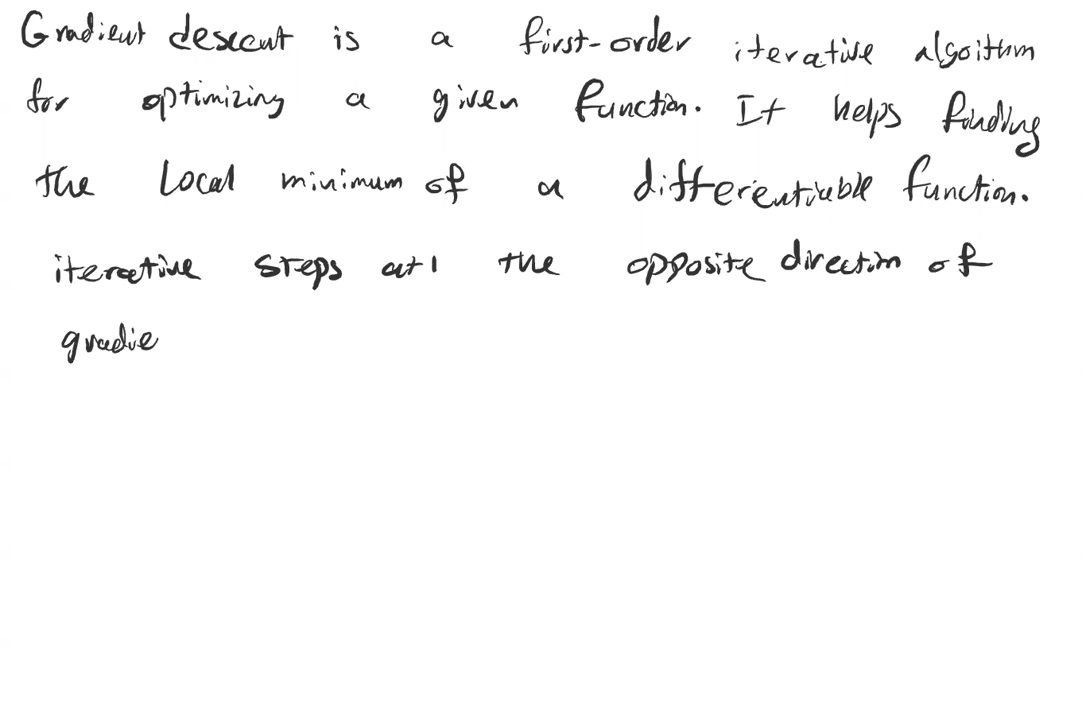 Gradient descent is a first-order iterative algoithm
for optimizing a given function. It helps finding
the local minimum of a differentiable function.
iterative steps at the opposite direction of
gradie